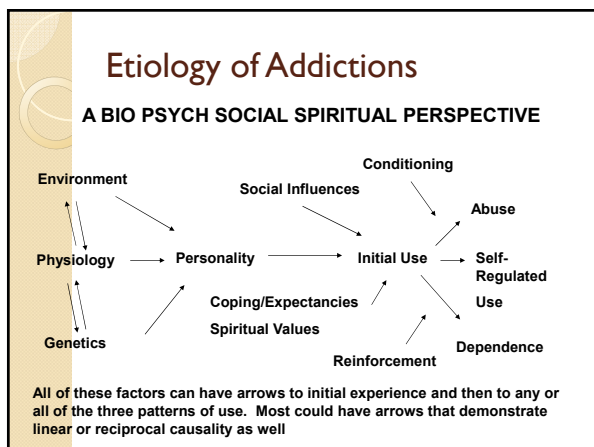 Etiology of Addictions
A BIO PSYCH SOCIAL SPIRITUAL PERSPECTIVE
Conditioning
Environment
Social Influences
Abuse
Physiology
Personality
Initial Use
Self-
Regulated
Use
Coping/Expectancies
Spiritual Values
Genetics
Reinforcement
Dependence
All of these factors can have arrows to initial experience and then to any or
all of the three patterns of use. Most could have arrows that demonstrate
linear or reciprocal causality as well